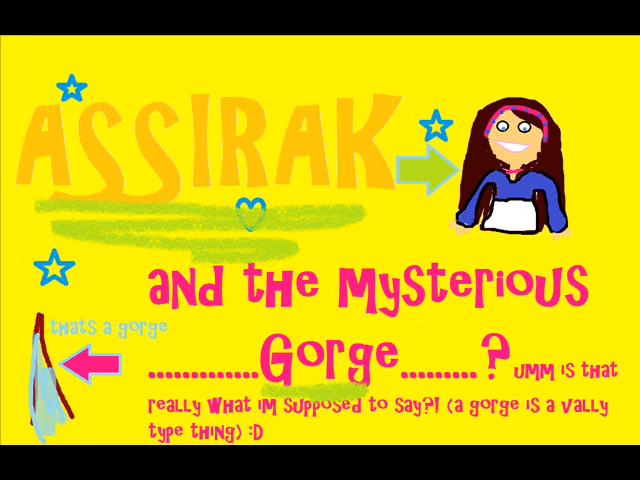 ASSIRAK
and the Mysterious
thats a gorge
.............Gorge.........? UMM is that
really what im supposed to say?! (a gorge is a vally
type thing) :D